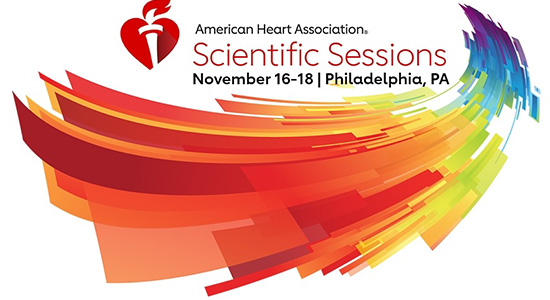 American Heart Association®
Scientific Sessions
November 16-18 | Philadelphia, PA